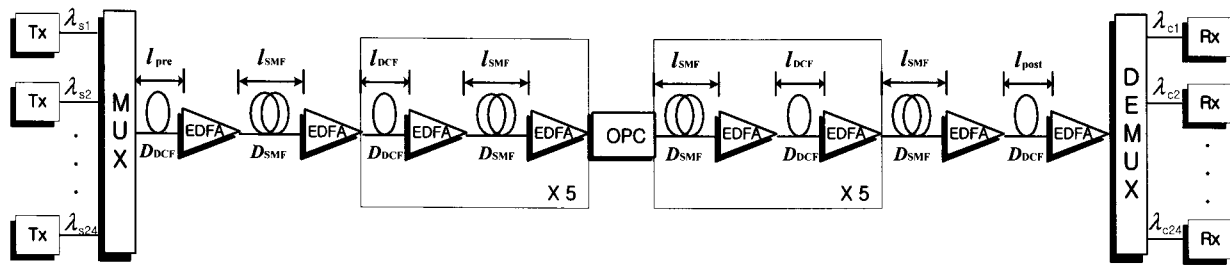 Tx λs1
Tx λs2
Tx λs24
MUX
lpre
DDCF
EDFA
lSMF
DSMF
EDFA
lDCF
DDCF
EDFA
lSMF
DSMF
EDFA
X 5
OPC
lSMF
DSMF
EDFA
lDCF
DDCF
EDFA
X 5
lSMF
DSMF
EDFA
lpost
DDCF
EDFA
DEMUX
λc1 Rx
λc2 Rx
λc24 Rx